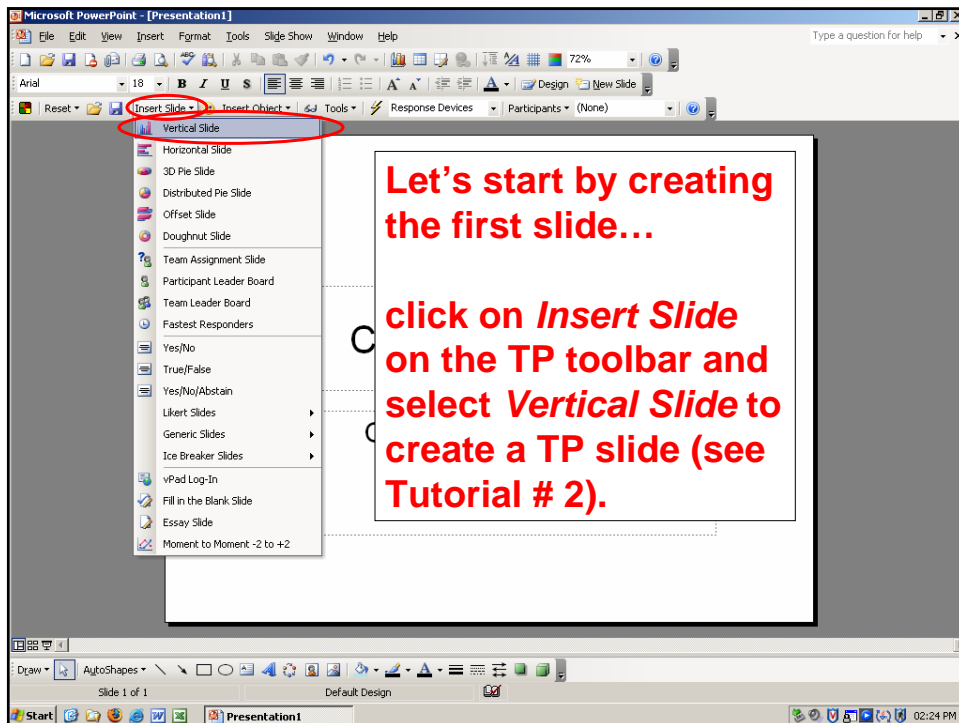 Microsoft PowerPoint - [Presentation1]
File Edit View Insert Format Tools Slide Show Window Help Type a question for help
72%
Arial 18 B I U S A A A Design New Slide
Reset Insert Slide Insert Object Tools Response Devices Participants (None)
Vertical Slide
Horizontal Slide
3D Pie Slide
Distributed Pie Slide
Offset Slide
Doughnut Slide
Team Assignment Slide
Participant Leader Board
Team Leader Board
Fastest Responders
Yes/No
True/False
Yes/No/Abstain
Likert Slides
Generic Slides
Ice Breaker Slides
vPad Log-In
Fill in the Blank Slide
Essay Slide
Moment to Moment -2 to +2
C
Let’s start by creating
the first slide…
click on Insert Slide
on the TP toolbar and
select Vertical Slide to
create a TP slide (see
Tutorial # 2).
Draw AutoShapes A
Slide 1 of 1 Default Design
Start Presentation1 02:24 PM